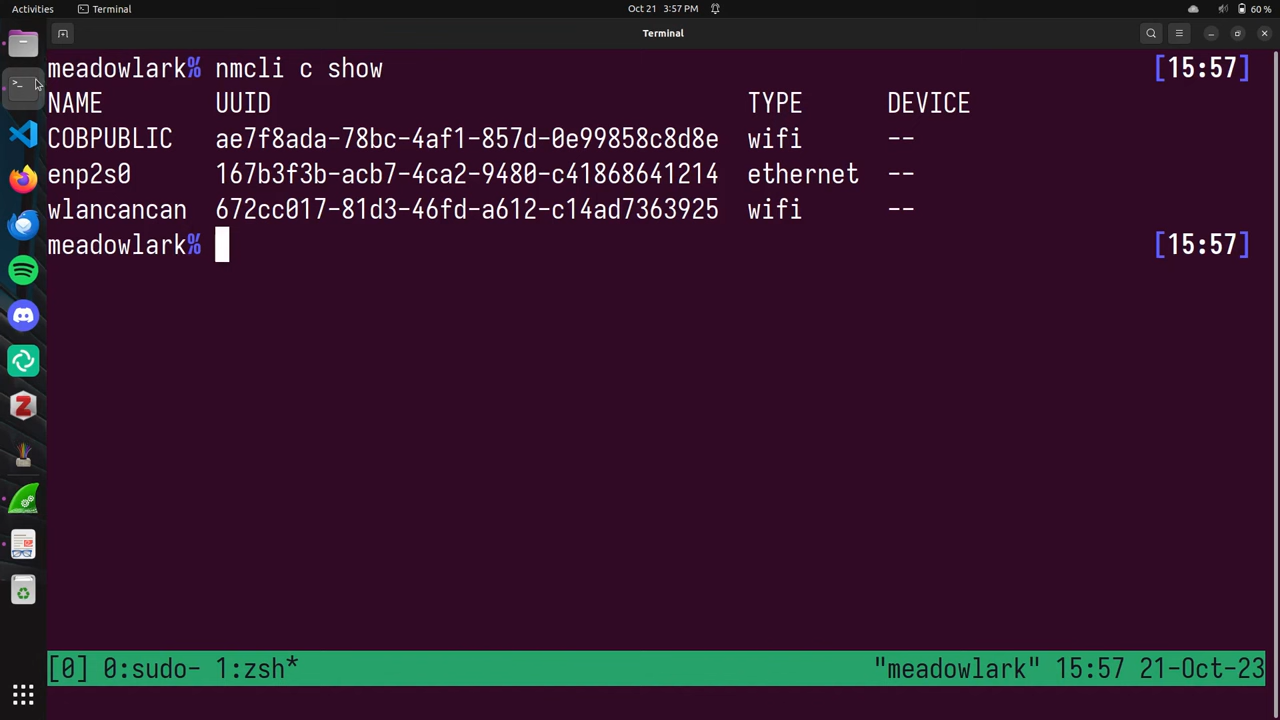 Activities Terminal Oct 21 3:57 PM 60 %
Terminal
meadowlark% nmcli c show [15:57]
NAME UUID TYPE DEVICE
COBPUBLIC ae7f8ada-78bc-4af1-857d-0e99858c8d8e wifi --
enp2s0 167b3f3b-acb7-4ca2-9480-c41868641214 ethernet --
wlancancan 672cc017-81d3-46fd-a612-c14ad7363925 wifi --
meadowlark% [15:57]
[0] 0:sudo- 1:zsh* "meadowlark" 15:57 21-Oct-23